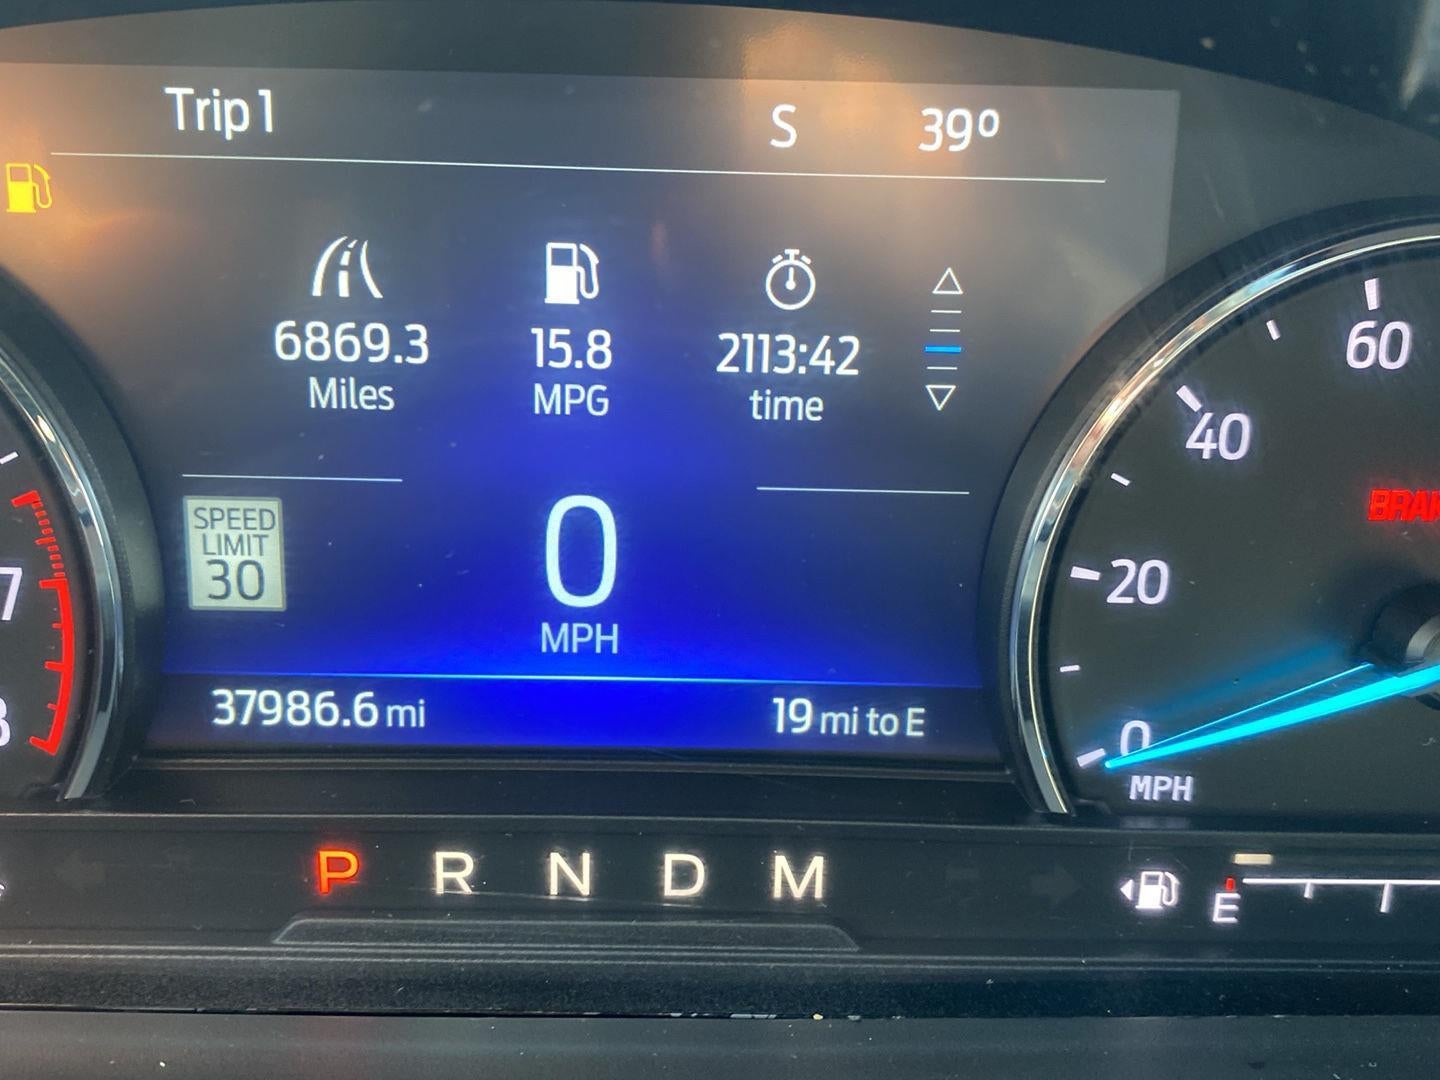 Trip 1
S
39°
6869.3
Miles
15.8
MPG
2113:42
time
SPEED
LIMIT
30
0
MPH
37986.6 mi
19 mi to E
7
60
40
20
0
MPH
P R N D M
E